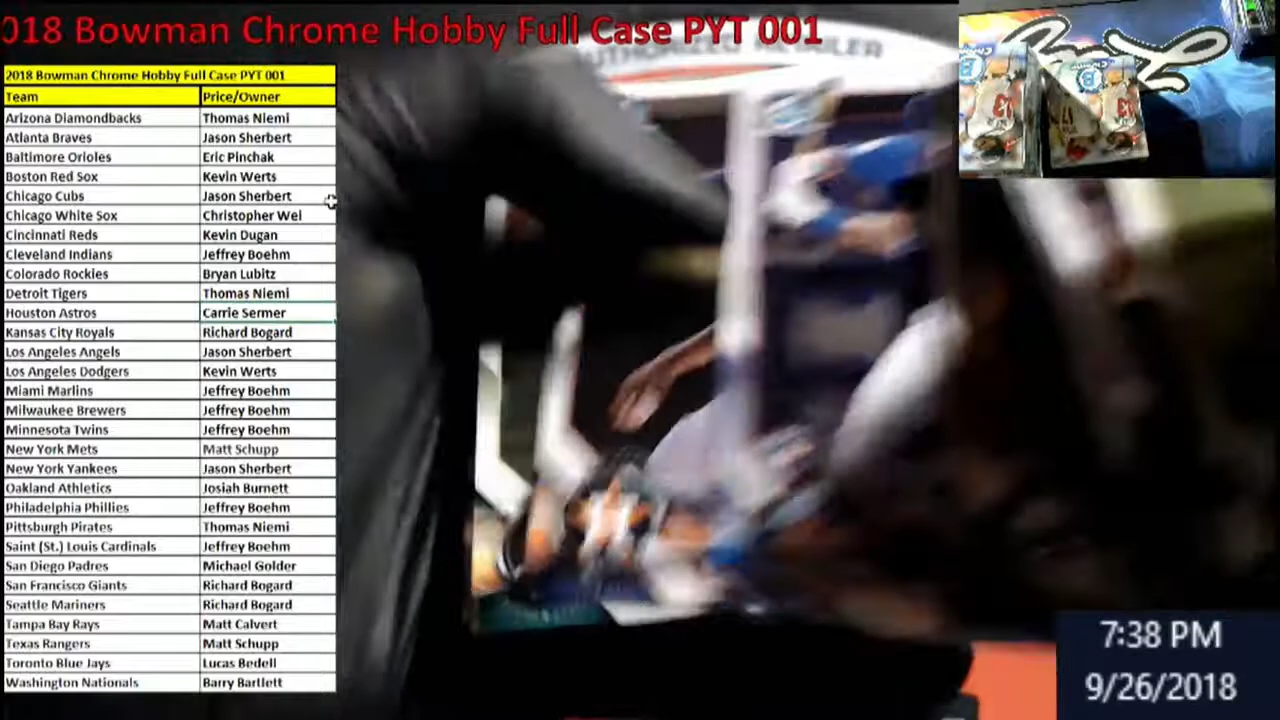 018 Bowman Chrome Hobby Full Case PYT 001
AUTHORIZED RESELLER
2018 Bowman Chrome Hobby Full Case PYT 001
Team Price/Owner
Arizona Diamondbacks Thomas Niemi
Atlanta Braves Jason Sherbert
Baltimore Orioles Eric Pinchak
Boston Red Sox Kevin Werts
Chicago Cubs Jason Sherbert
Chicago White Sox Christopher Wel
Cincinnati Reds Kevin Dugan
Cleveland Indians Jeffrey Boehm
Colorado Rockies Bryan Lubitz
Detroit Tigers Thomas Niemi
Houston Astros Carrie Sermer
Kansas City Royals Richard Bogard
Los Angeles Angels Jason Sherbert
Los Angeles Dodgers Kevin Werts
Miami Marlins Jeffrey Boehm
Milwaukee Brewers Jeffrey Boehm
Minnesota Twins Jeffrey Boehm
New York Mets Matt Schupp
New York Yankees Jason Sherbert
Oakland Athletics Josiah Burnett
Philadelphia Phillies Jeffrey Boehm
Pittsburgh Pirates Thomas Niemi
Saint (St.) Louis Cardinals Jeffrey Boehm
San Diego Padres Michael Golder
San Francisco Giants Richard Bogard
Seattle Mariners Richard Bogard
Tampa Bay Rays Matt Calvert
Texas Rangers Matt Schupp
Toronto Blue Jays Lucas Bedell
Washington Nationals Barry Bartlett
7:38 PM
9/26/2018